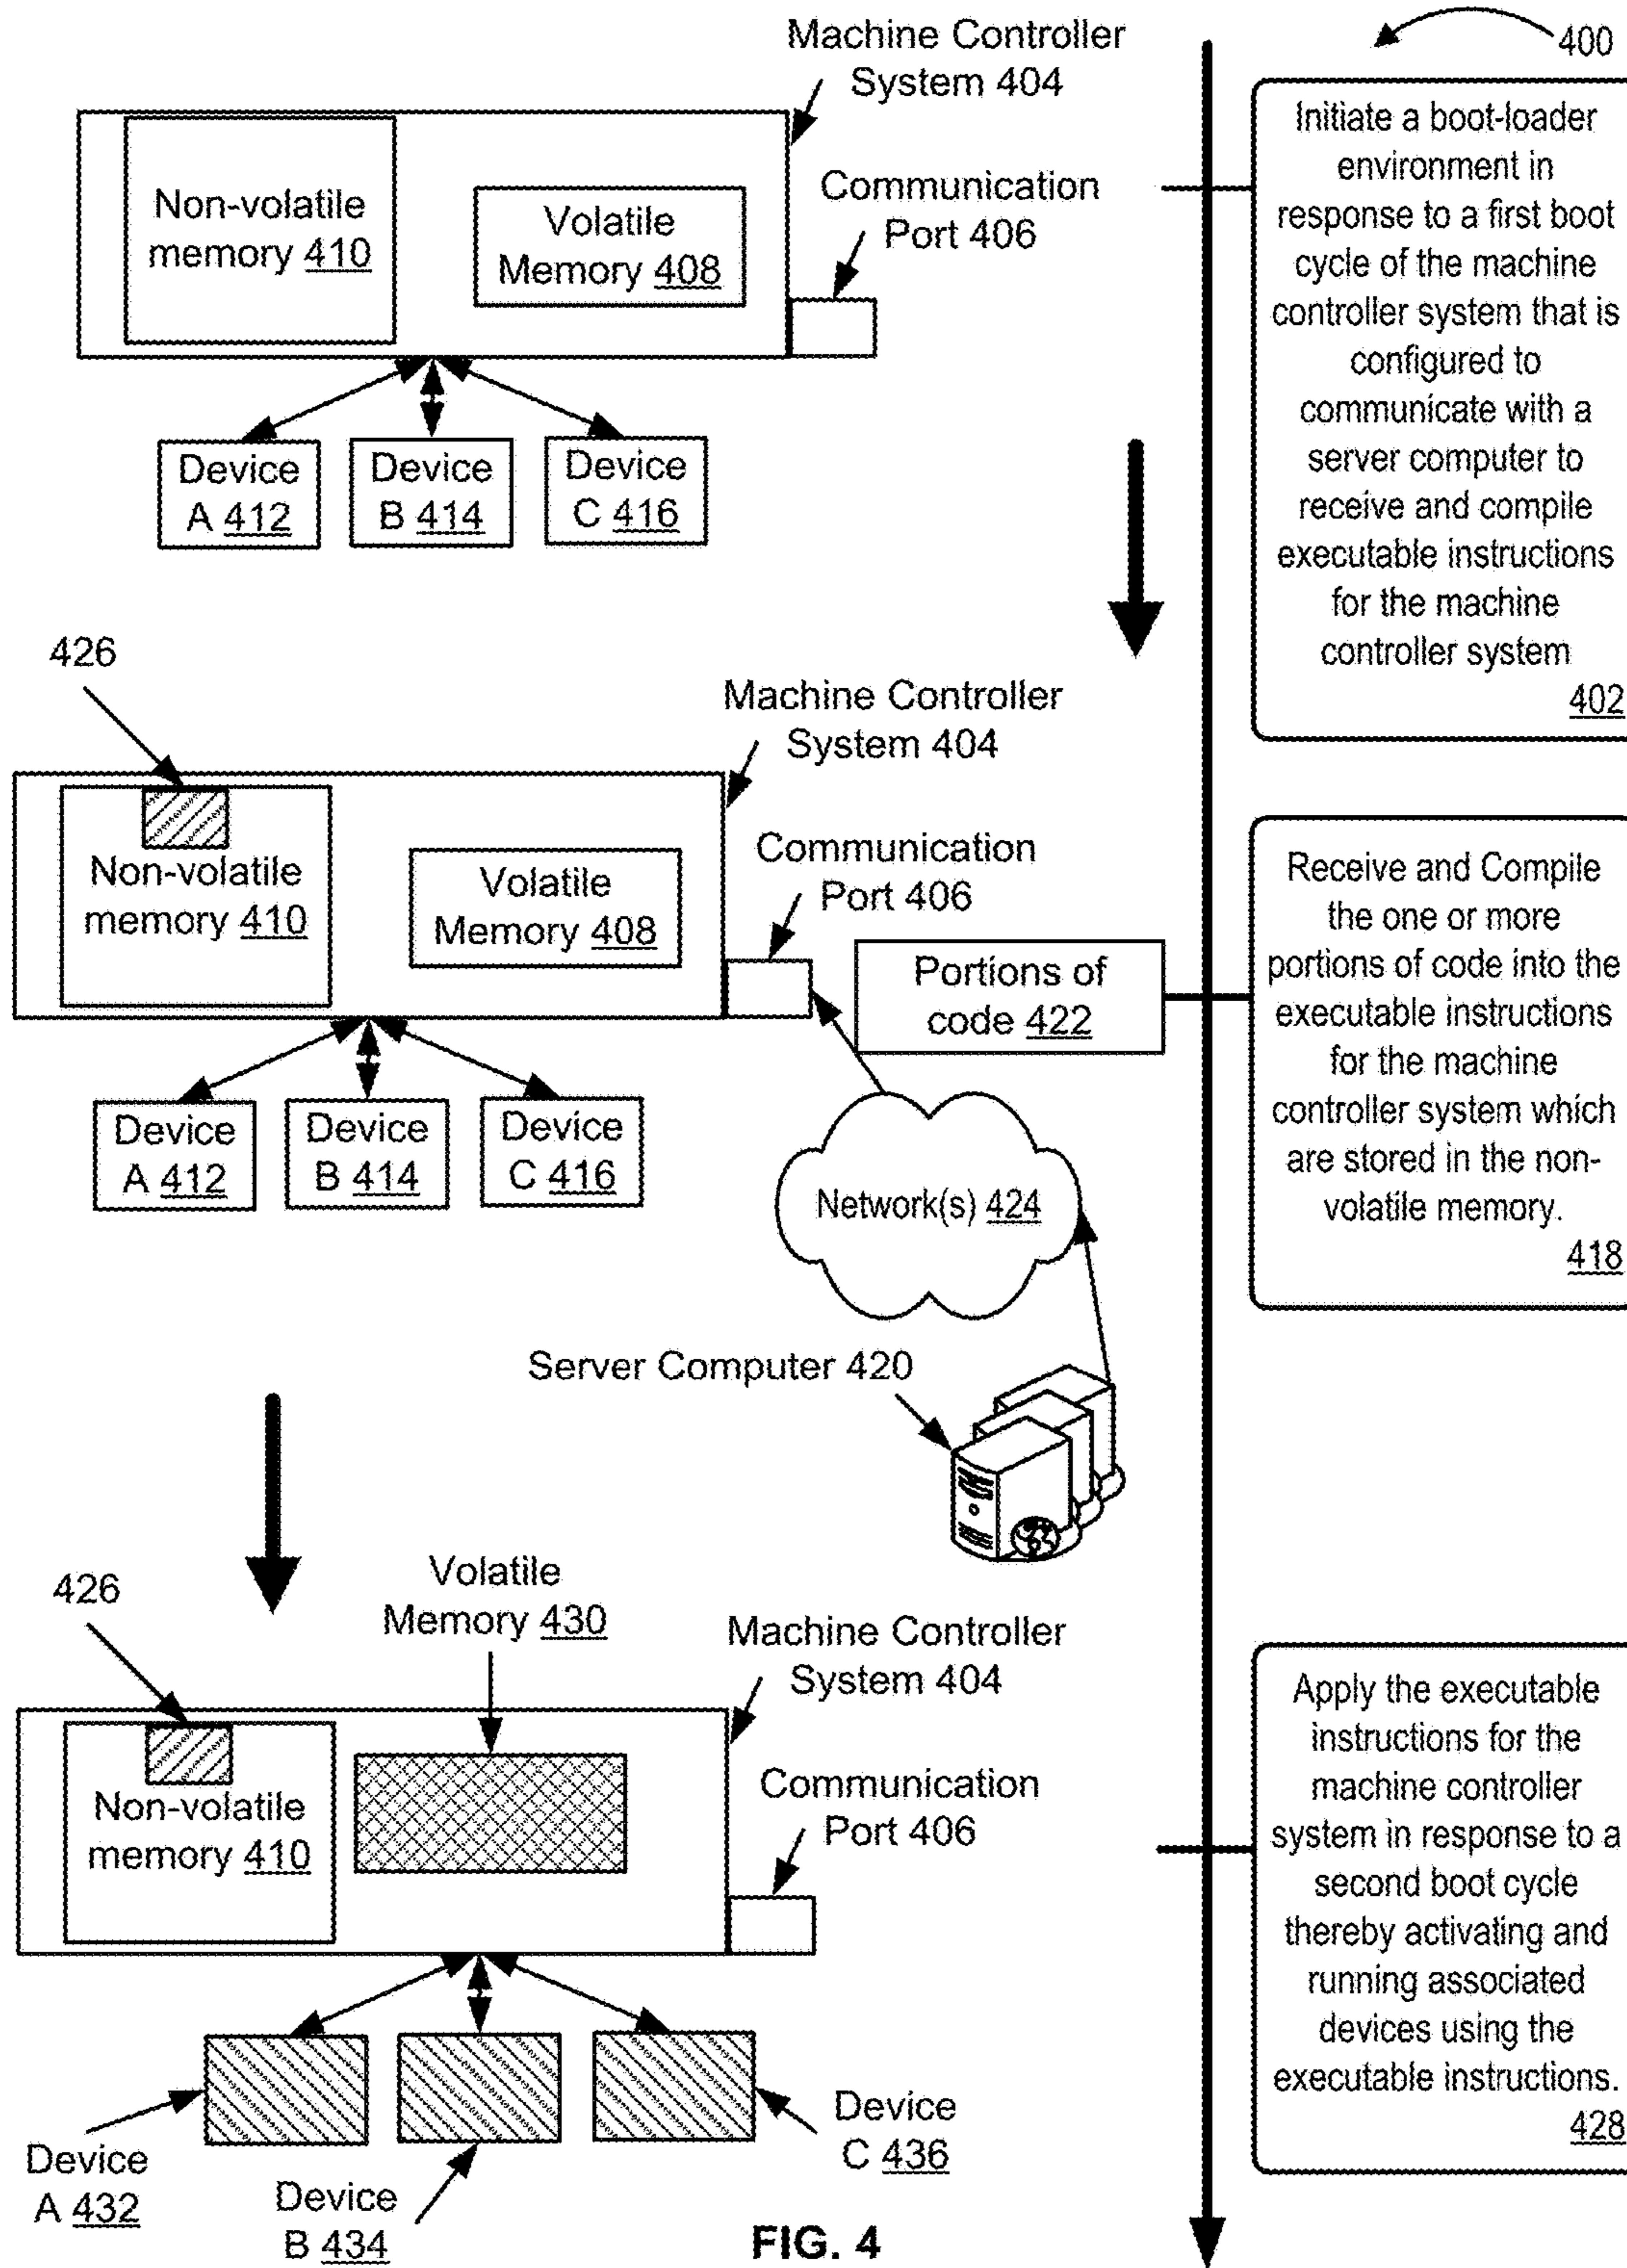 Machine Controller
System 404
400
Communication
Port 406
Non-volatile
memory 410
Volatile
Memory 408
Device
A 412
Device
B 414
Device
C 416
Initiate a boot-loader
environment in
response to a first boot
cycle of the machine
controller system that is
configured to
communicate with a
server computer to
receive and compile
executable instructions
for the machine
controller system
402
426
Machine Controller
System 404
Communication
Port 406
Non-volatile
memory 410
Volatile
Memory 408
Portions of
code 422
Device
A 412
Device
B 414
Device
C 416
Network(s) 424
Server Computer 420
Receive and Compile
the one or more
portions of code into the
executable instructions
for the machine
controller system which
are stored in the non-
volatile memory.
418
426
Volatile
Memory 430
Machine Controller
System 404
Communication
Port 406
Non-volatile
memory 410
Device
A 432
Device
B 434
Device
C 436
Apply the executable
instructions for the
machine controller
system in response to a
second boot cycle
thereby activating and
running associated
devices using the
executable instructions.
428
FIG. 4